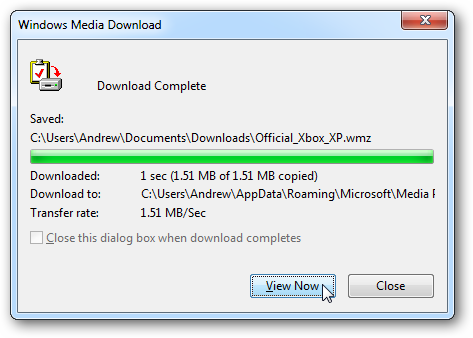 Windows Media Download
Download Complete
Saved:
C:\Users\Andrew\Documents\Downloads\Official_Xbox_XP.wmz
Downloaded: 1 sec (1.51 MB of 1.51 MB copied)
Download to: C:\Users\Andrew\AppData\Roaming\Microsoft\Media P
Transfer rate: 1.51 MB/Sec
Close this dialog box when download completes
View Now Close